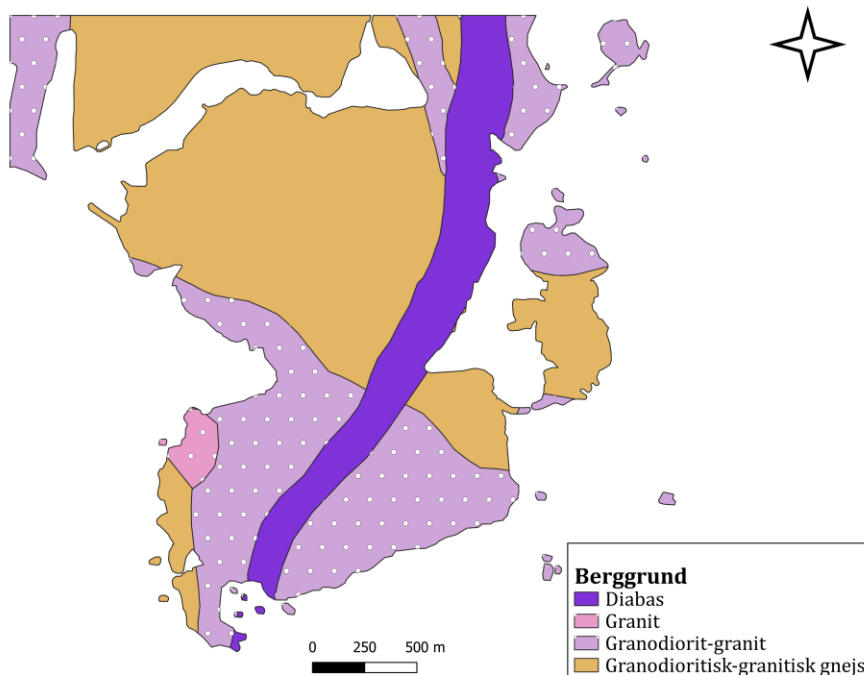 0 250 500 m
Berggrund
Diabas
Granit
Granodiorit-granit
Granodioritisk-granitisk gnejs